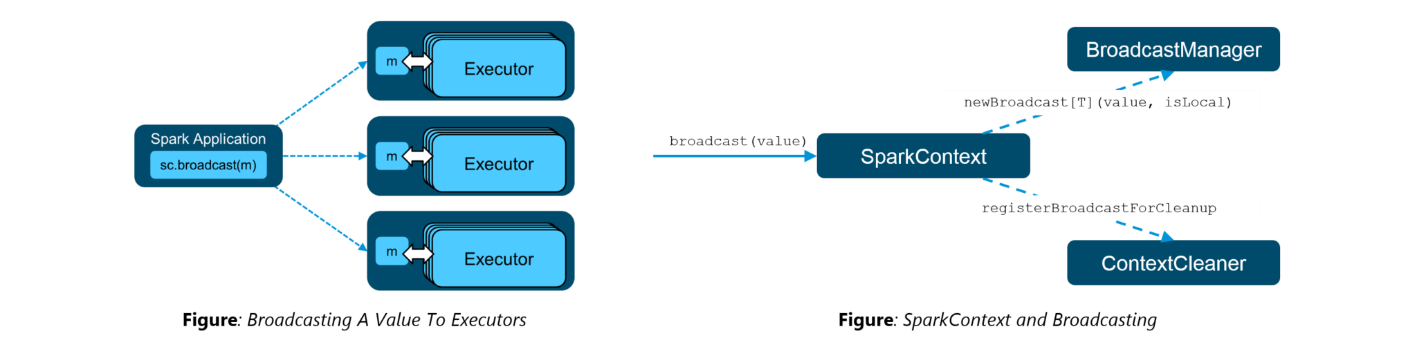 Spark Application
sc.broadcast(m)
m
Executor
m
Executor
m
Executor
Figure: Broadcasting A Value To Executors
broadcast(value)
SparkContext
BroadcastManager
newBroadcast[T](value, isLocal)
registerBroadcastForCleanup
ContextCleaner
Figure: SparkContext and Broadcasting